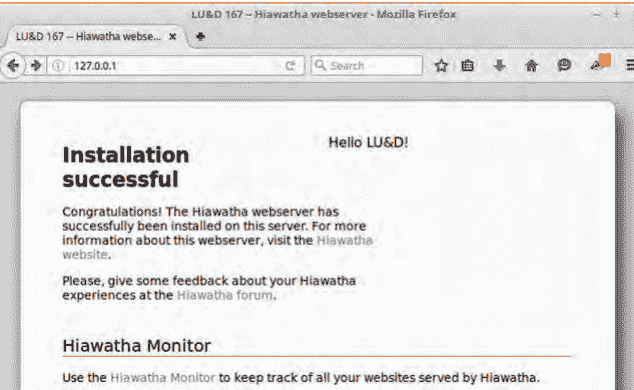 LU&D 167 – Hiawatha webserver - Mozilla Firefox
LU&D 167 – Hiawatha webse...
127.0.0.1
Search
Hello LU&D!
Installation
successful
Congratulations! The Hiawatha webserver has
successfully been installed on this server. For more
information about this webserver, visit the Hiawatha
website.
Please, give some feedback about your Hiawatha
experiences at the Hiawatha forum.
Hiawatha Monitor
Use the Hiawatha Monitor to keep track of all your websites served by Hiawatha.